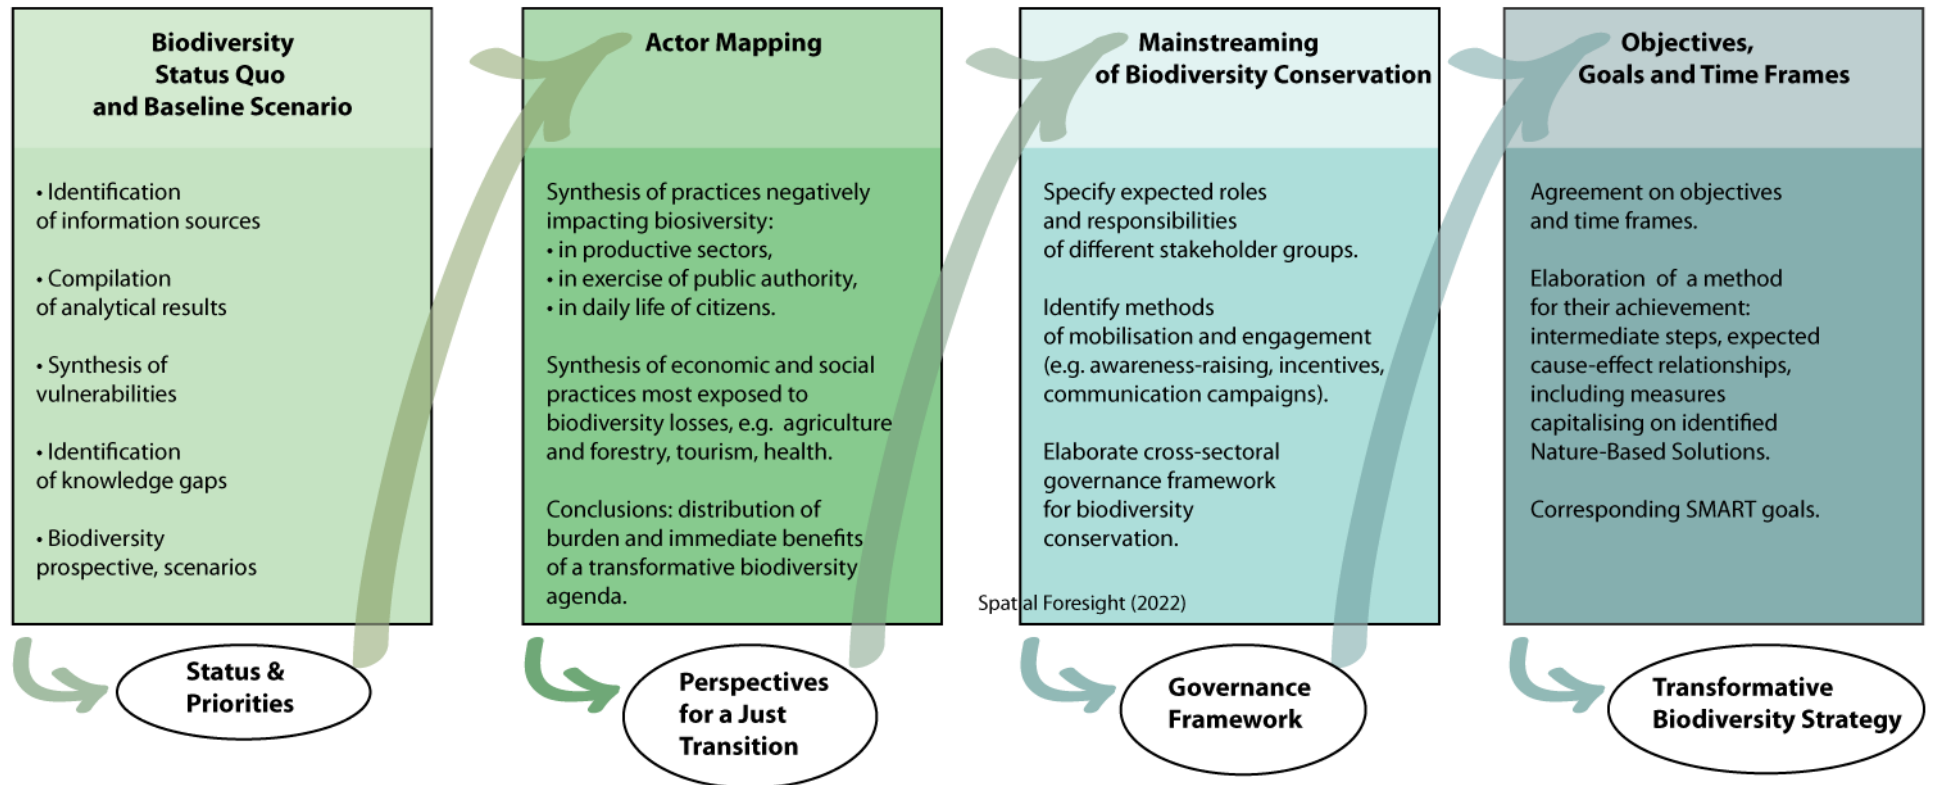 Biodiversity
Status Quo
and Baseline Scenario
• Identification
of information sources
• Compilation
of analytical results
• Synthesis of
vulnerabilities
• Identification
of knowledge gaps
• Biodiversity
prospective, scenarios
Status &
Priorities
Actor Mapping
Synthesis of practices negatively
impacting biosiversity:
• in productive sectors,
• in exercise of public authority,
• in daily life of citizens.
Synthesis of economic and social
practices most exposed to
biodiversity losses, e.g. agriculture
and forestry, tourism, health.
Conclusions: distribution of
burden and immediate benefits
of a transformative biodiversity
agenda.
Perspectives
for a Just
Transition
Mainstreaming
of Biodiversity Conservation
Specify expected roles
and responsibilities
of different stakeholder groups.
Identify methods
of mobilisation and engagement
(e.g. awareness-raising, incentives,
communication campaigns).
Elaborate cross-sectoral
governance framework
for biodiversity
conservation.
Spatial Foresight (2022)
Governance
Framework
Objectives,
Goals and Time Frames
Agreement on objectives
and time frames.
Elaboration of a method
for their achievement:
intermediate steps, expected
cause-effect relationships,
including measures
capitalising on identified
Nature-Based Solutions.
Corresponding SMART goals.
Transformative
Biodiversity Strategy